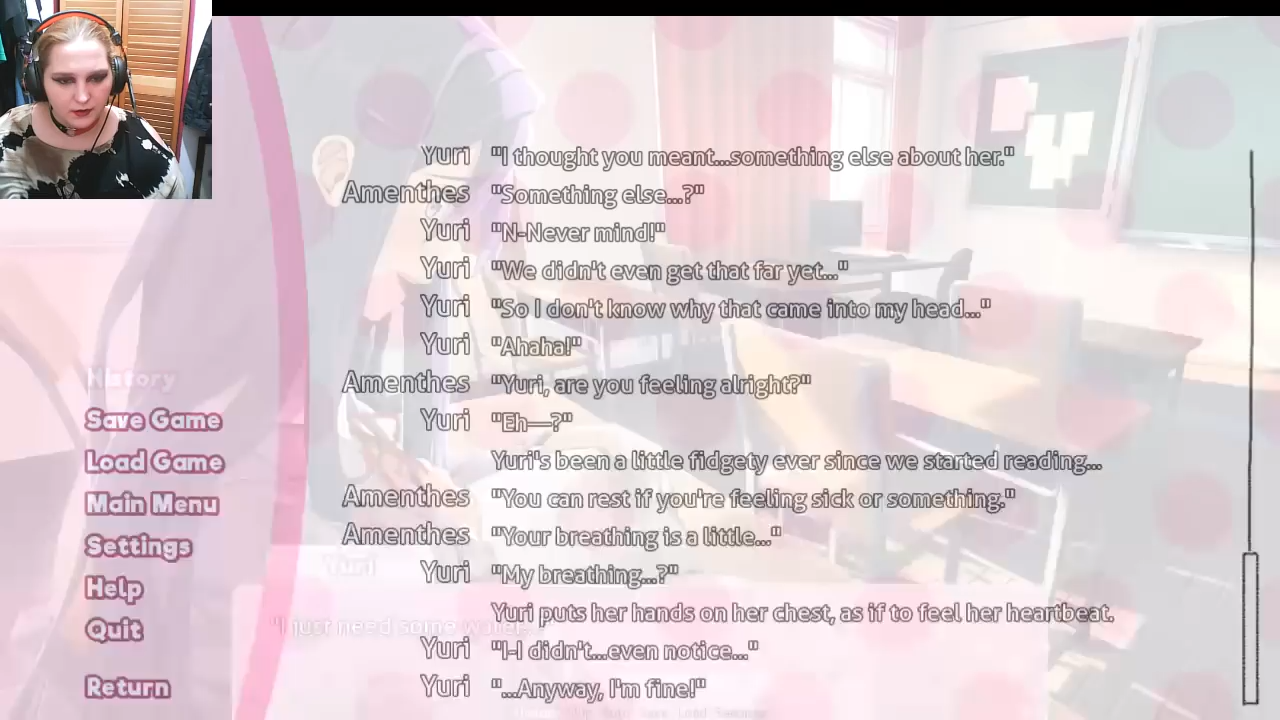 Yuri "I thought you meant...something else about her."
Amenthes "Something else...?"
Yuri "N-Never mind!"
Yuri "We didn't even get that far yet..."
Yuri "So I don't know why that came into my head..."
Yuri "Ahaha!"
Amenthes "Yuri, are you feeling alright?"
Yuri "Eh—?"
Yuri's been a little fidgety ever since we started reading...
Amenthes "You can rest if you're feeling sick or something."
Amenthes "Your breathing is a little..."
Yuri "My breathing...?"
Yuri puts her hands on her chest, as if to feel her heartbeat.
Yuri "I-I didn't...even notice..."
Yuri "...Anyway, I'm fine!"
History
Save Game
Load Game
Main Menu
Settings
Help
Quit
Return
Yuri
"I just need some water..."